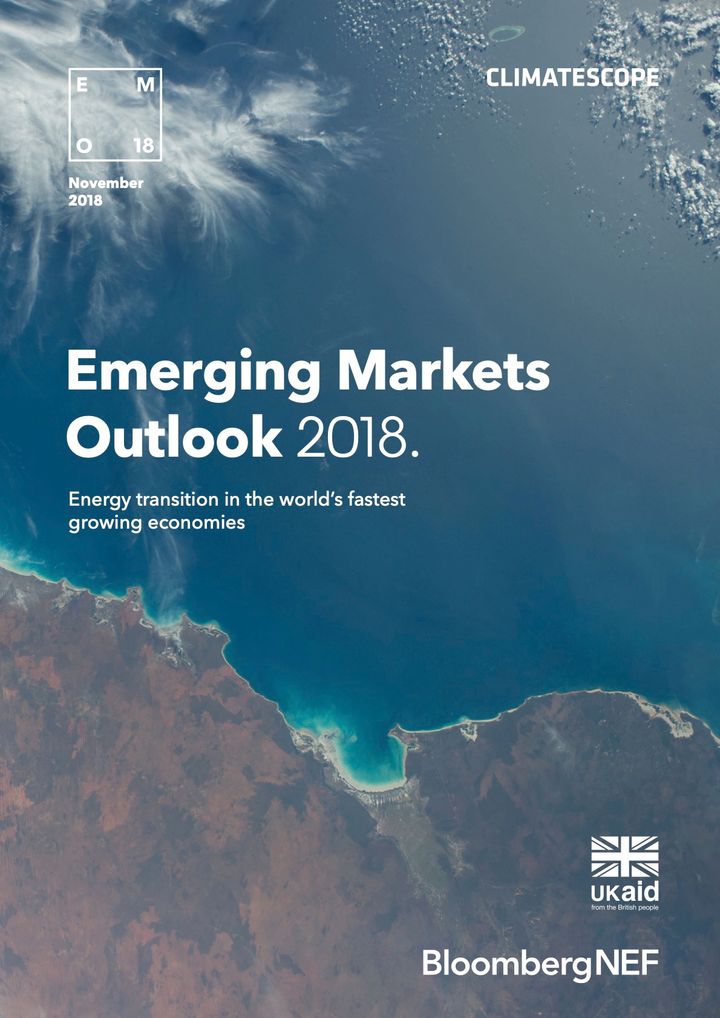 E M
O 18
November
2018
CLIMATESCOPE
Emerging Markets
Outlook 2018.
Energy transition in the world’s fastest
growing economies
UKaid
from the British people
BloombergNEF